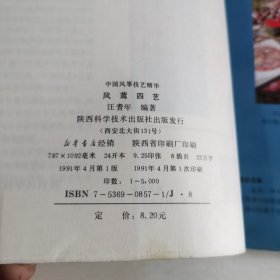 中国风筝技艺精华
风鸢四艺
汪耆年 编著
陕西科学技术出版社出版发行
(西安北大街131号)
新华书店经销 陕西省印刷厂印刷
787×1092毫米 24开本 9.25印张 8插页 23万字
1991年4月第1版 1991年4月第1次印刷
印数:1-5,000
ISBN 7-5369-0857-1/J·8
定 价:8.20元